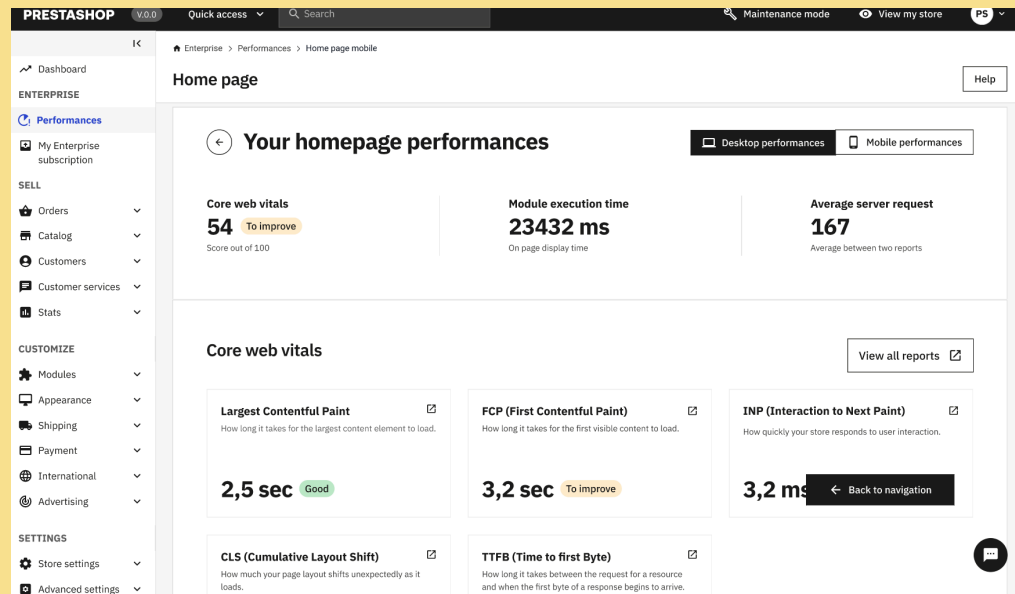 PRESTASHOP V.0.0 Quick access Search Maintenance mode View my store PS
Enterprise > Performances > Home page mobile
Home page
Help
Dashboard
ENTERPRISE
Performances
My Enterprise
subscription
SELL
Orders
Catalog
Customers
Customer services
Stats
CUSTOMIZE
Modules
Appearance
Shipping
Payment
International
Advertising
SETTINGS
Store settings
Advanced settings
Your homepage performances
Desktop performances
Mobile performances
Core web vitals
54 To improve
Score out of 100
Module execution time
23432 ms
On page display time
Average server request
167
Average between two reports
Core web vitals
View all reports
Largest Contentful Paint
How long it takes for the largest content element to load.
2,5 sec Good
FCP (First Contentful Paint)
How long it takes for the first visible content to load.
3,2 sec To improve
INP (Interaction to Next Paint)
How quickly your store responds to user interaction.
3,2 ms
Back to navigation
CLS (Cumulative Layout Shift)
How much your page layout shifts unexpectedly as it
loads.
TTFB (Time to first Byte)
How long it takes between the request for a resource
and when the first byte of a response begins to arrive.